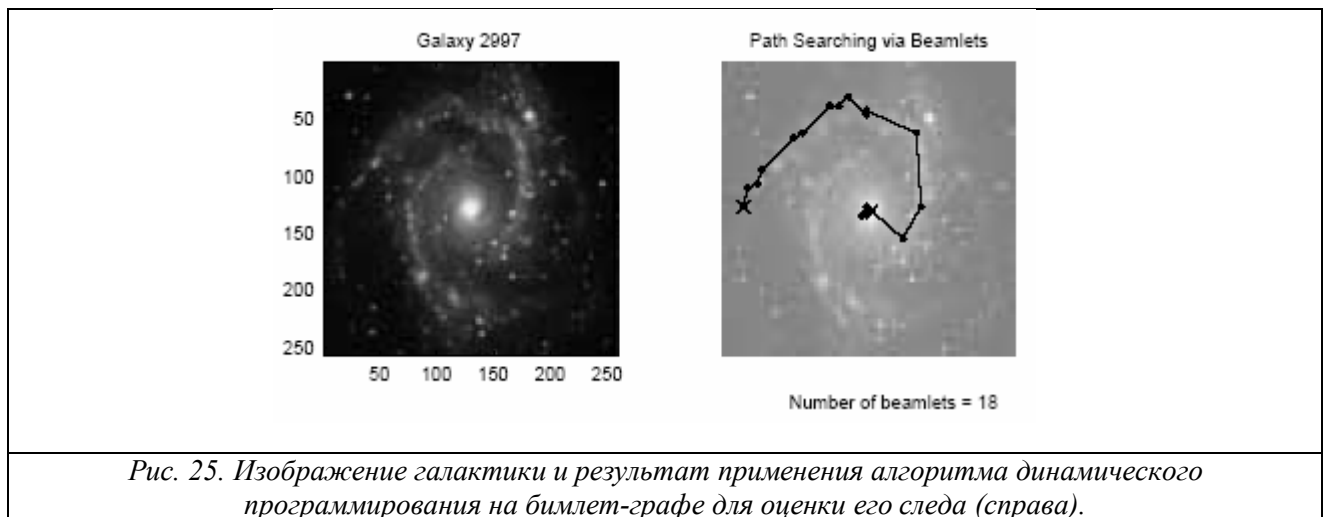 Galaxy 2997
Path Searching via Beamlets
50
100
150
200
250
50 100 150 200 250
Number of beamlets = 18
Рис. 25. Изображение галактики и результат применения алгоритма динамического
программирования на бимлет-графе для оценки его следа (справа).